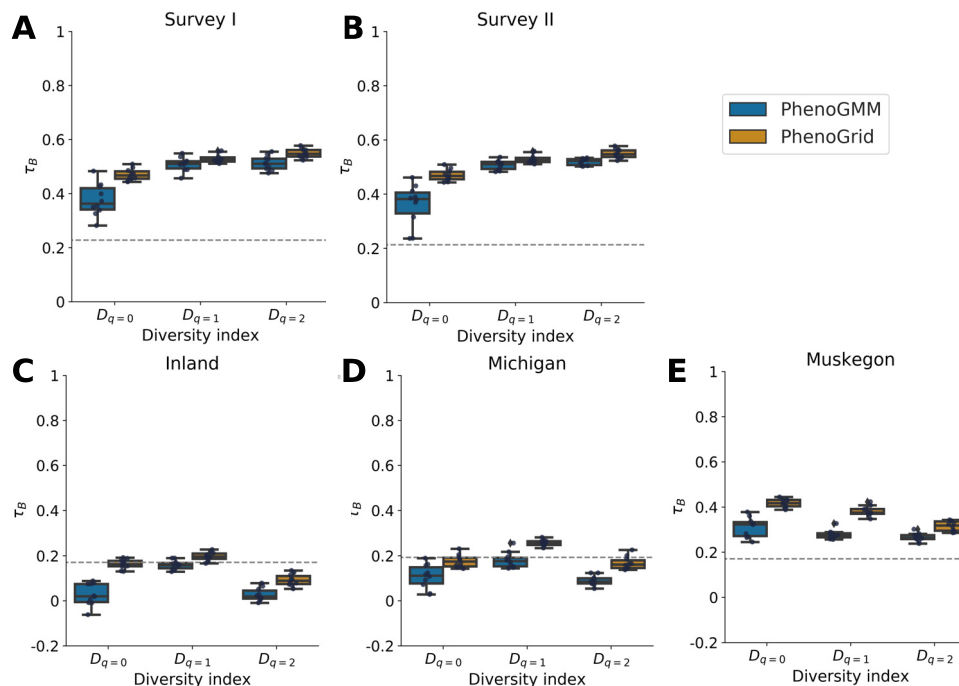 A
Survey I
1
0.8
0.6
0.4
0.2
0
τB
Dq=0 Dq=1 Dq=2
Diversity index
B
Survey II
1
0.8
0.6
0.4
0.2
0
τB
Dq=0 Dq=1 Dq=2
Diversity index
PhenoGMM
PhenoGrid
C
Inland
1
0.8
0.6
0.4
0.2
0
-0.2
τB
Dq=0 Dq=1 Dq=2
Diversity index
D
Michigan
1
0.8
0.6
0.4
0.2
0
-0.2
ιB
Dq=0 Dq=1 Dq=2
Diversity index
E
Muskegon
1
0.8
0.6
0.4
0.2
0
-0.2
τB
Dq=0 Dq=1 Dq=2
Diversity index